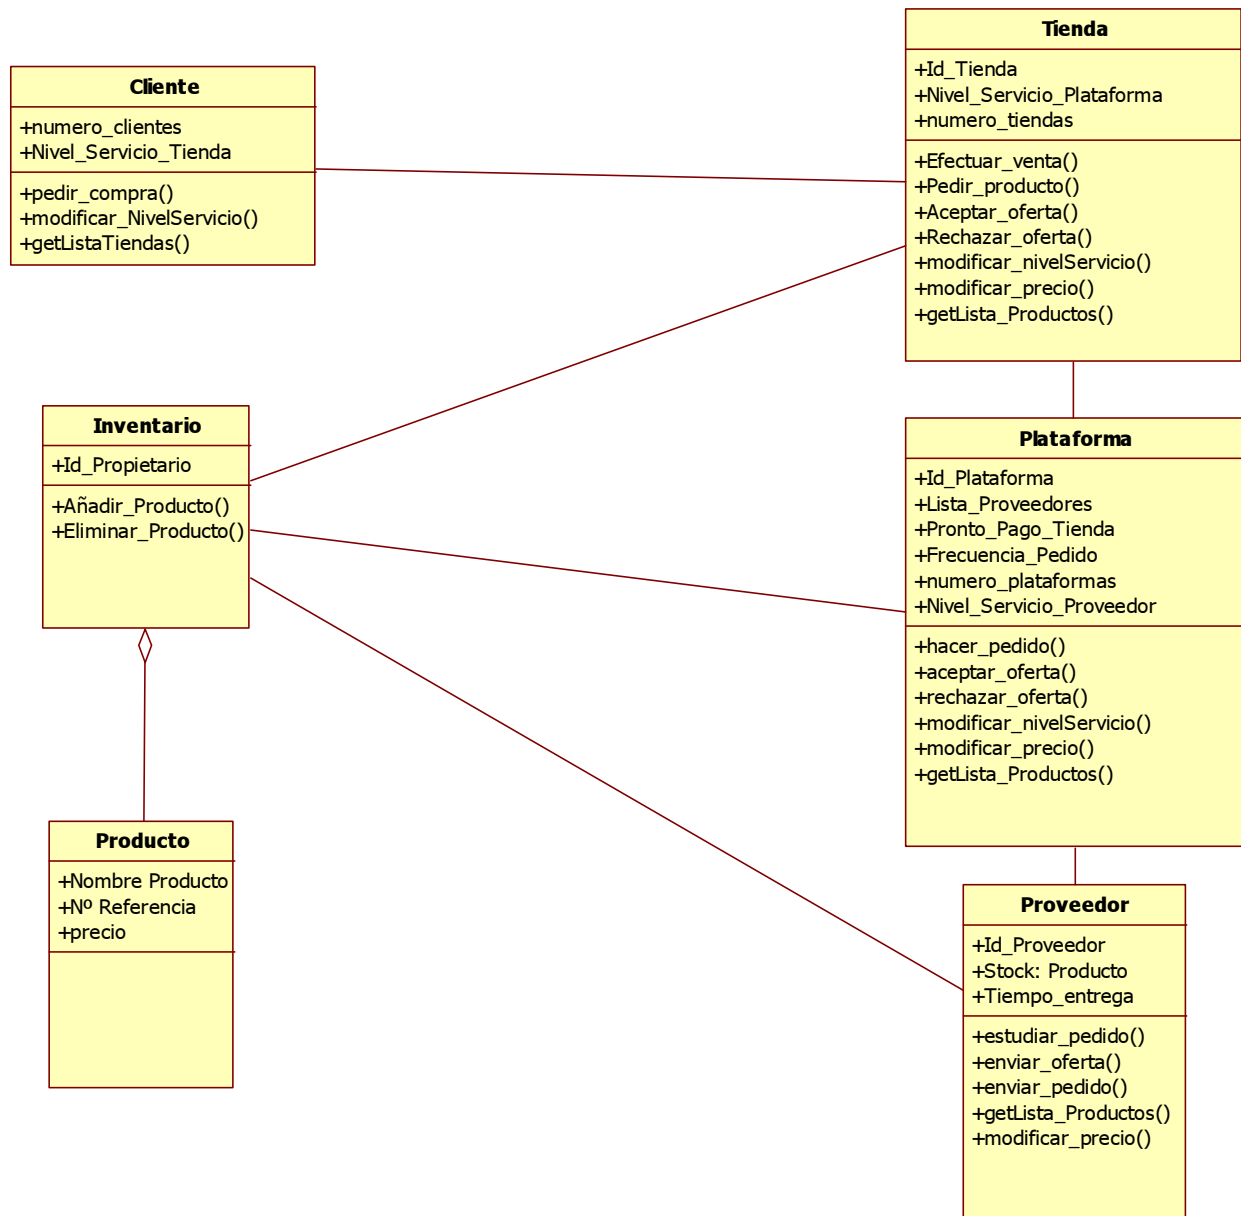 Cliente
+numero_clientes
+Nivel_Servicio_Tienda
+pedir_compra()
+modificar_NivelServicio()
+getListaTiendas()
Tienda
+Id_Tienda
+Nivel_Servicio_Plataforma
+numero_tiendas
+Efectuar_venta()
+Pedir_producto()
+Aceptar_oferta()
+Rechazar_oferta()
+modificar_nivelServicio()
+modificar_precio()
+getLista_Productos()
Inventario
+Id_Propietario
+Añadir_Producto()
+Eliminar_Producto()
Plataforma
+Id_Plataforma
+Lista_Proveedores
+Pronto_Pago_Tienda
+Frecuencia_Pedido
+numero_plataformas
+Nivel_Servicio_Proveedor
+hacer_pedido()
+aceptar_oferta()
+rechazar_oferta()
+modificar_nivelServicio()
+modificar_precio()
+getLista_Productos()
Producto
+Nombre Producto
+Nº Referencia
+precio
Proveedor
+Id_Proveedor
+Stock: Producto
+Tiempo_entrega
+estudiar_pedido()
+enviar_oferta()
+enviar_pedido()
+getLista_Productos()
+modificar_precio()